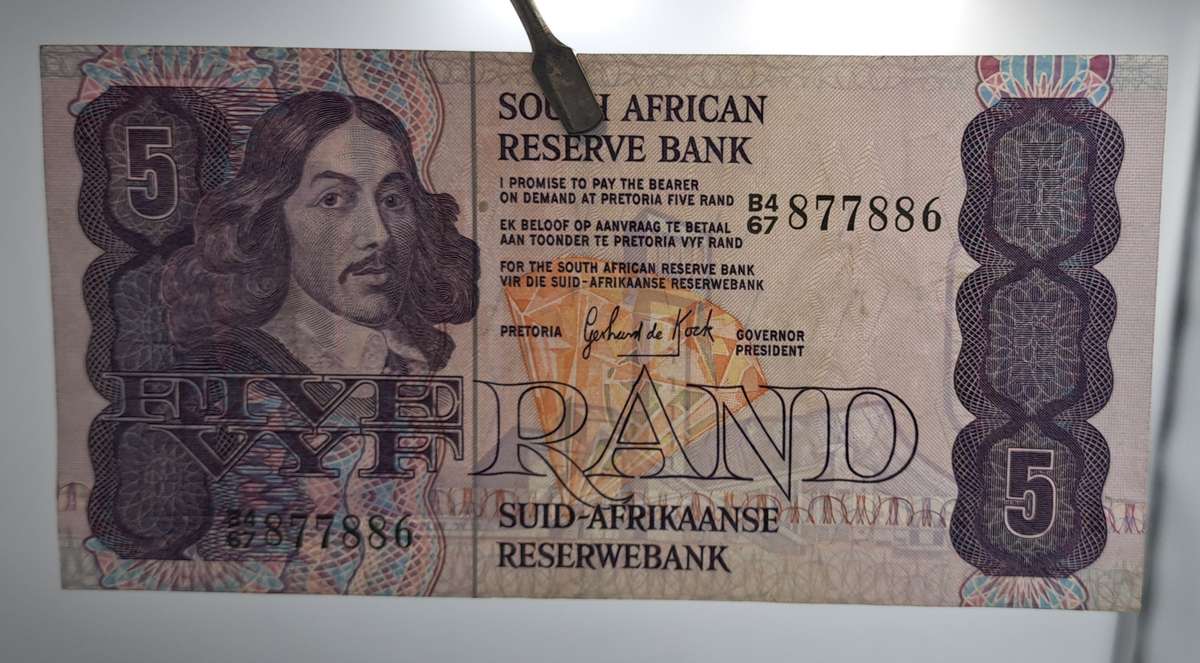 5
SOUTH AFRICAN
RESERVE BANK
I PROMISE TO PAY THE BEARER
ON DEMAND AT PRETORIA FIVE RAND
B4
67 877886
EK BELOOF OP AANVRAAG TE BETAAL
AAN TOONDER TE PRETORIA VYF RAND
FOR THE SOUTH AFRICAN RESERVE BANK
VIR DIE SUID-AFRIKAANSE RESERWEBANK
PRETORIA Gerhard de Kock GOVERNOR
PRESIDENT
FIVE
VYF
RAND
B4
67 877886
SUID-AFRIKAANSE
RESERWEBANK
5